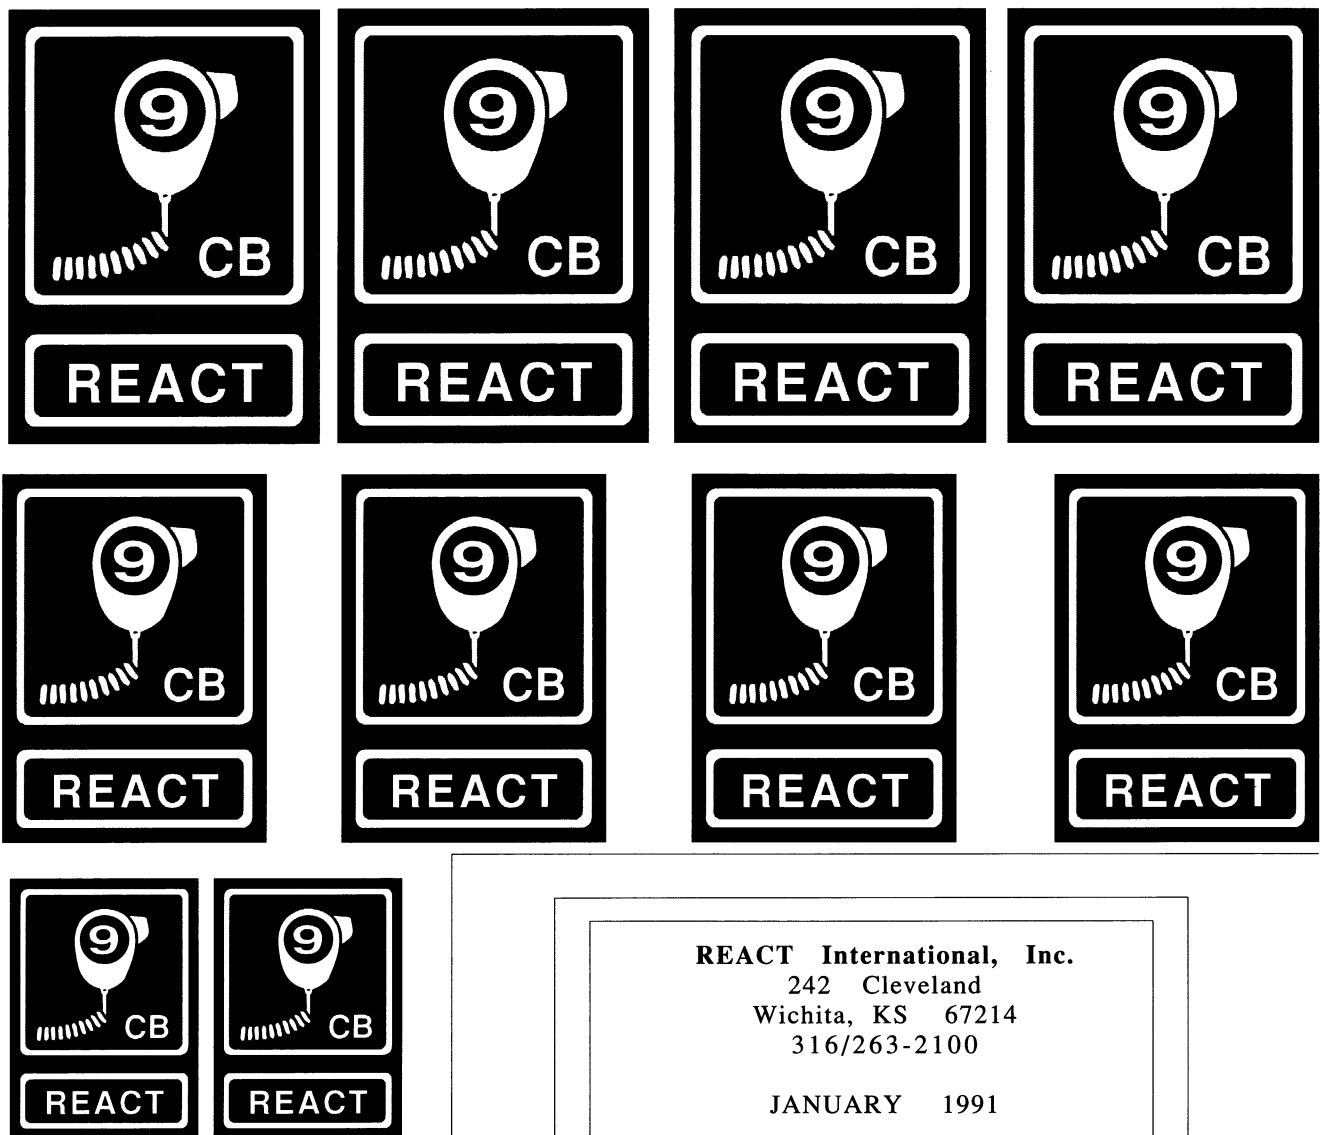 9 9 9 9
CB CB CB CB
REACT REACT REACT REACT
9 9 9 9
CB CB CB CB
REACT REACT REACT REACT
9 9
CB CB
REACT REACT
REACT International, Inc.
242 Cleveland
Wichita, KS 67214
316/263-2100
JANUARY 1991